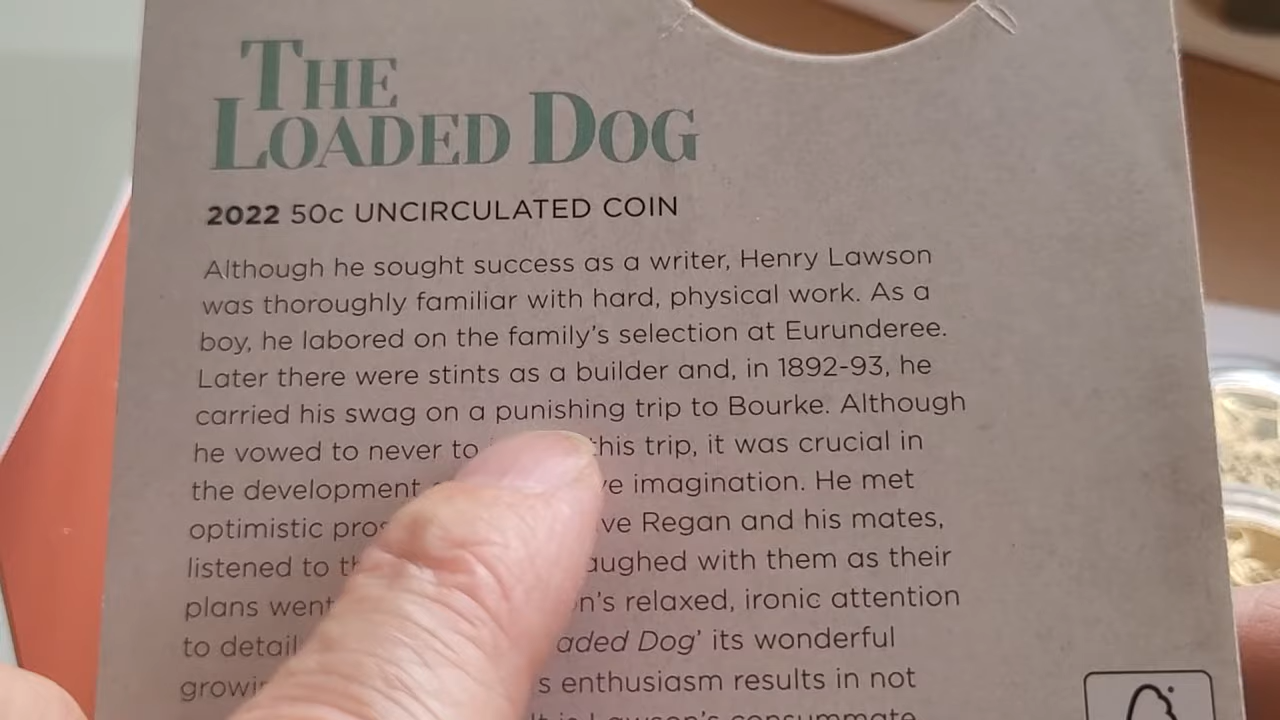 THE
LOADED DOG
2022 50c UNCIRCULATED COIN
Although he sought success as a writer, Henry Lawson
was thoroughly familiar with hard, physical work. As a
boy, he labored on the family's selection at Eurunderee.
Later there were stints as a builder and, in 1892-93, he
carried his swag on a punishing trip to Bourke. Although
he vowed to never to this trip, it was crucial in
the development imagination. He met
optimistic Regan and his mates,
listened to with them as their
plans went relaxed, ironic attention
to detail Dog' its wonderful
enthusiasm results in not
Lawson's consummate